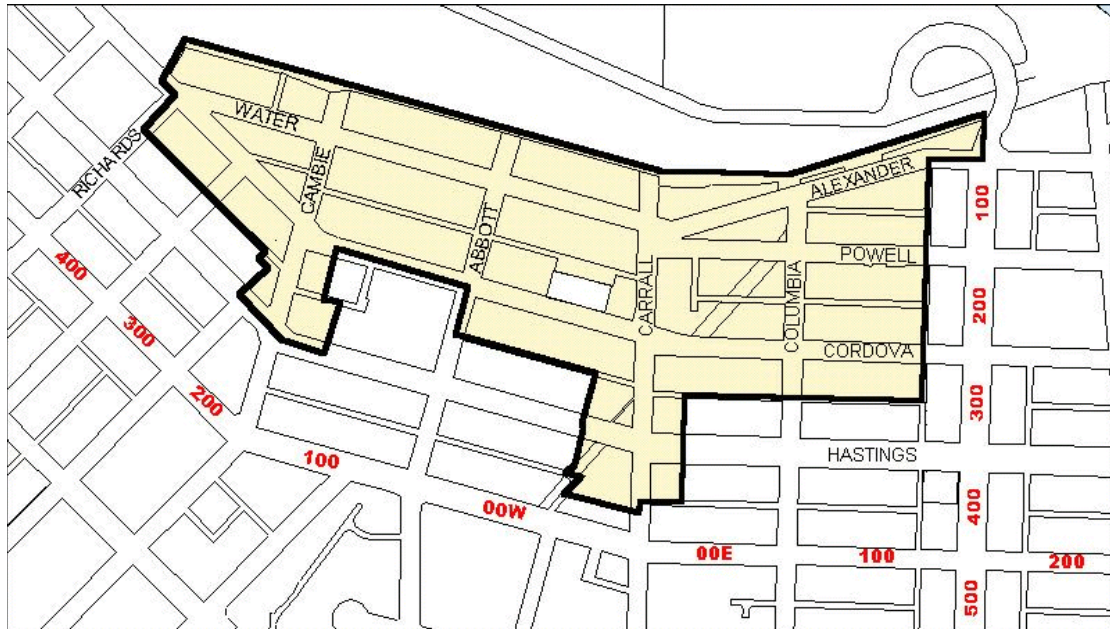 WATER
RICHARDS
CAMBIE
ALEXANDER
100
ABBOTT
POWELL
400
CARRALL
COLUMBIA
200
300
CORDOVA
200
300
HASTINGS
100
00W
400
00E
100
200
500